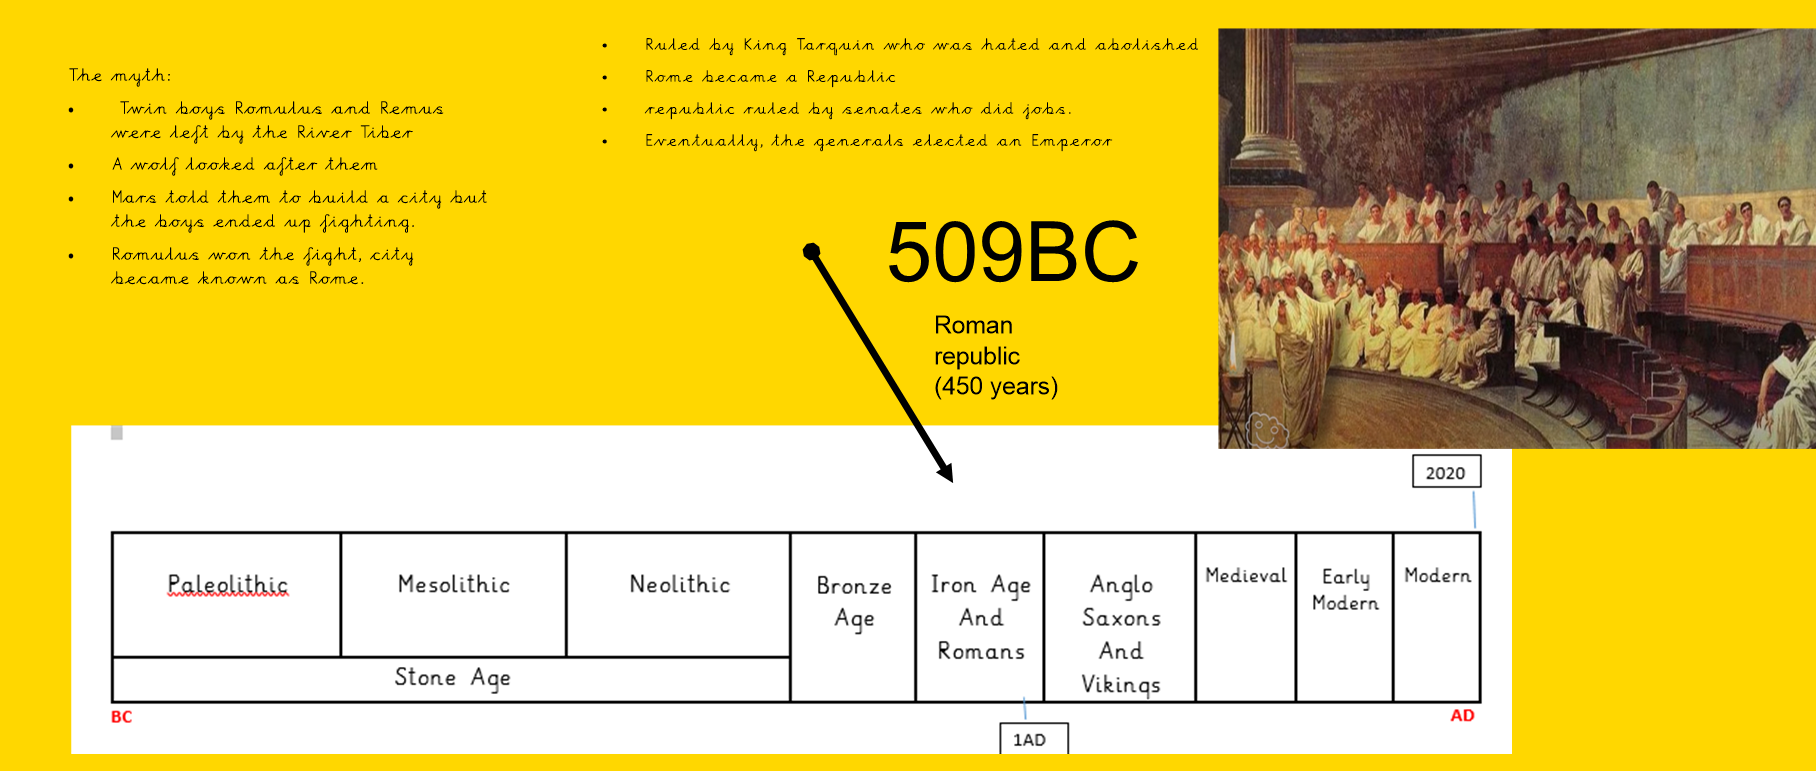 The myth:
• Twin boys Romulus and Remus
were left by the River Tiber
• A wolf looked after them
• Mars told them to build a city but
the boys ended up fighting.
• Romulus won the fight, city
became known as Rome.
• Ruled by King Tarquin who was hated and abolished
• Rome became a Republic
• republic ruled by senates who did jobs.
• Eventually, the generals elected an Emperor
509BC
Roman
republic
(450 years)
2020
Paleolithic
Mesolithic
Neolithic
Stone Age
Bronze
Age
Iron Age
And
Romans
Anglo
Saxons
And
Vikings
Medieval
Early
Modern
Modern
BC
AD
1AD